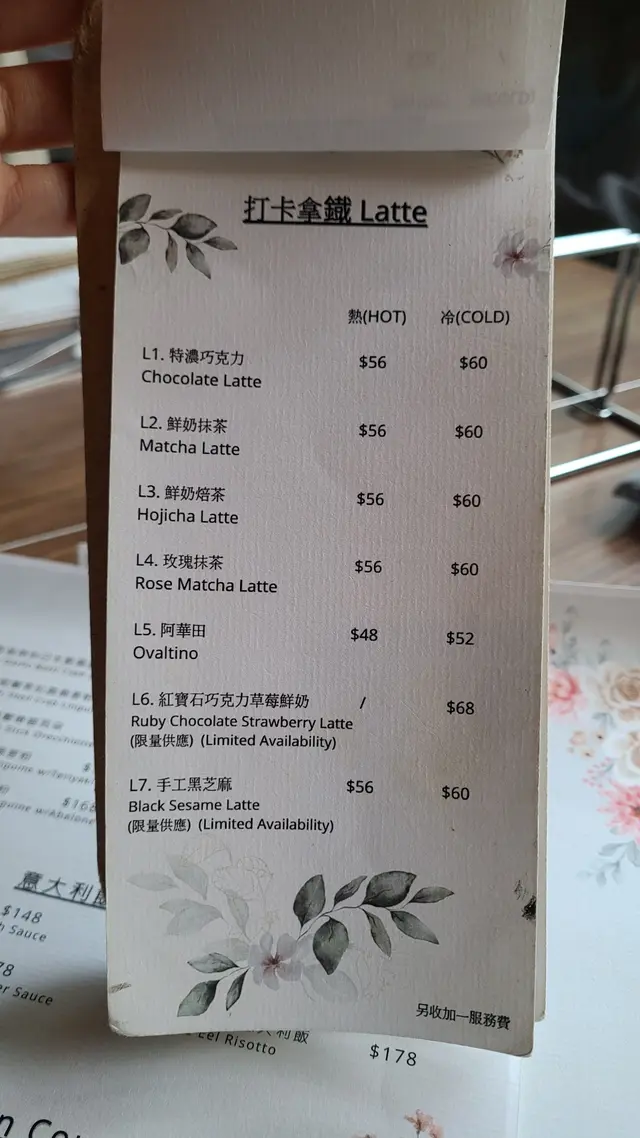 打卡拿鐵 Latte
熱(HOT) 冷(COLD)
L1. 特濃巧克力 $56 $60
Chocolate Latte
L2. 鮮奶抹茶 $56 $60
Matcha Latte
L3. 鮮奶焙茶 $56 $60
Hojicha Latte
L4. 玫瑰抹茶 $56 $60
Rose Matcha Latte
L5. 阿華田 $48 $52
Ovaltino
L6. 紅寶石巧克力草莓鮮奶 / $68
Ruby Chocolate Strawberry Latte
(限量供應) (Limited Availability)
L7. 手工黑芝麻 $56 $60
Black Sesame Latte
(限量供應) (Limited Availability)
另收加一服務費
意大利飯
$148
Sauce
Sauce
利飯
Risotto $178